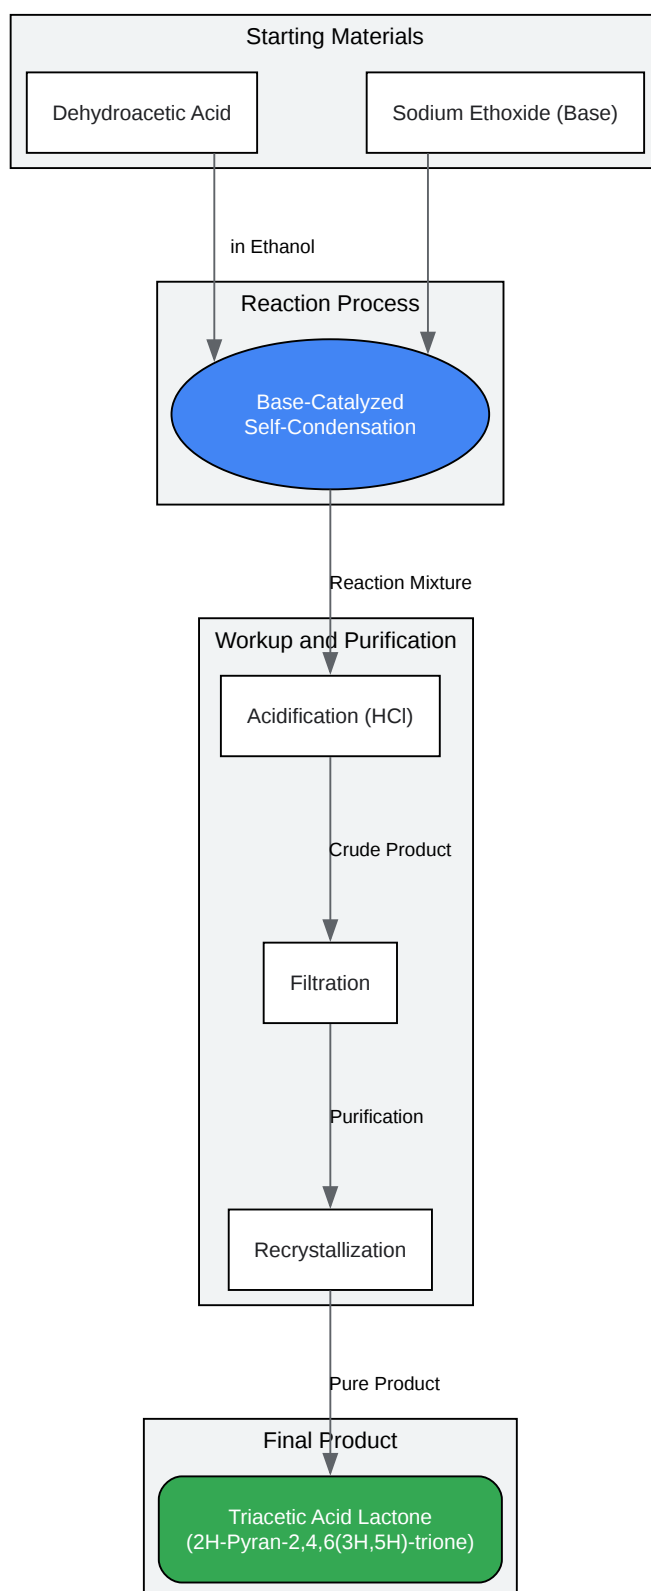 Starting Materials
Dehydroacetic Acid
Sodium Ethoxide (Base)
in Ethanol
Reaction Process
Base-Catalyzed
Self-Condensation
Reaction Mixture
Workup and Purification
Acidification (HCl)
Crude Product
Filtration
Purification
Recrystallization
Pure Product
Final Product
Triacetic Acid Lactone
(2H-Pyran-2,4,6(3H,5H)-trione)